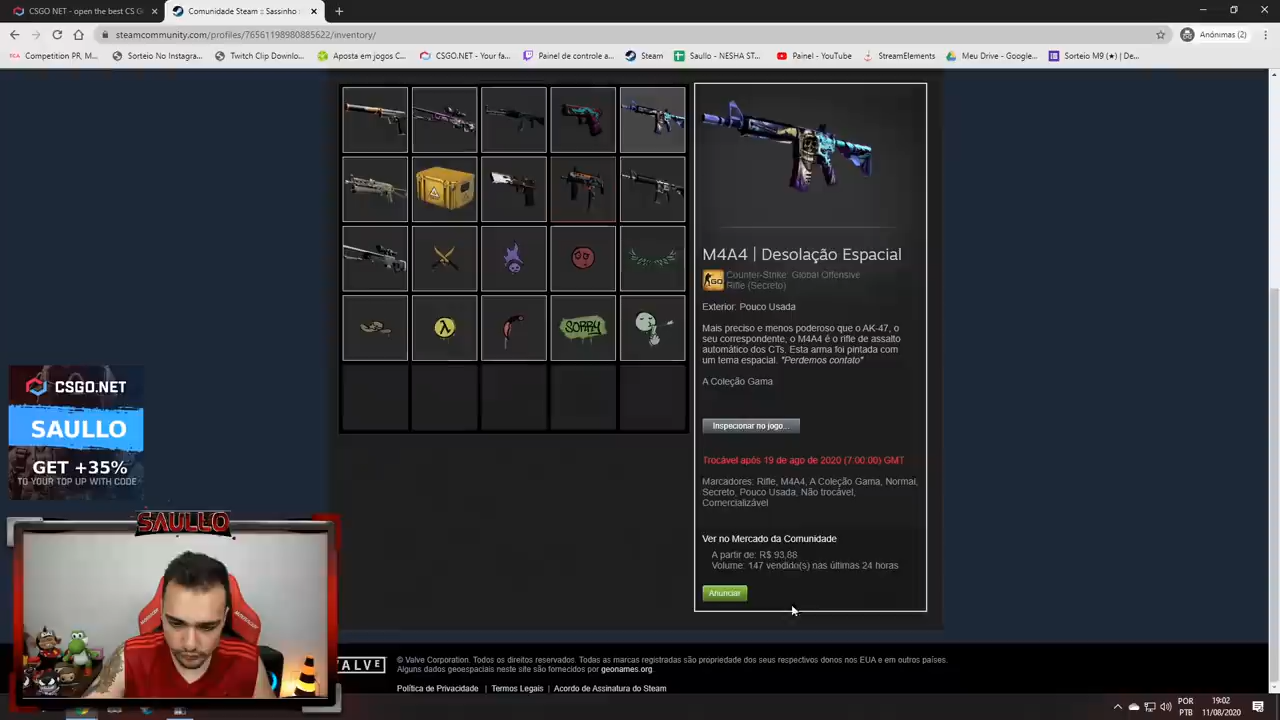 CSGO NET - Your favorite CS:GO
Comunidade Steam :: Sassinho ::
steamcommunity.com/profiles/76561198980885622/inventory/
Anónimas (2)
Competition PR, M...
Sorteio No Instagra...
Twitch Clip Downlo...
Aposta em jogos C...
CSGO.NET - Your fa...
Painel de controle a...
Steam
Saullo - NESHA ST...
Painel - YouTube
StreamElements
Meu Drive - Google...
Sorteio M9 (★) | De...
M4A4 | Desolação Espacial
Counter-Strike: Global Offensive
Rifle (Secreto)
Exterior: Pouco Usada
Mais preciso e menos poderoso que o AK-47, o
seu correspondente, o M4A4 é o rifle de assalto
automático dos CTs. Esta arma foi pintada com
um tema espacial. "Perdemos contato"
A Coleção Gama
Inspecionar no jogo...
Trocável após 19 de ago de 2020 (7:00:00) GMT
Marcadores: Rifle, M4A4, A Coleção Gama, Normal,
Secreto, Pouco Usada, Não trocável,
Comercializável
Ver no Mercado da Comunidade
A partir de: R$ 93,88
Volume: 147 vendido(s) nas últimas 24 horas
Anunciar
SORRY
CSGO.NET
SAULLO
GET +35%
TO YOUR TOP UP WITH CODE
SAULLO
VALVE
© Valve Corporation. Todos os direitos reservados. Todas as marcas registradas são propriedade dos seus respectivos donos nos EUA e em outros países.
Alguns dados geoespaciais neste site são fornecidos por geonames.org.
Política de Privacidade | Termos Legais | Acordo de Assinatura do Steam
POR
PTB
19:02
11/08/2020